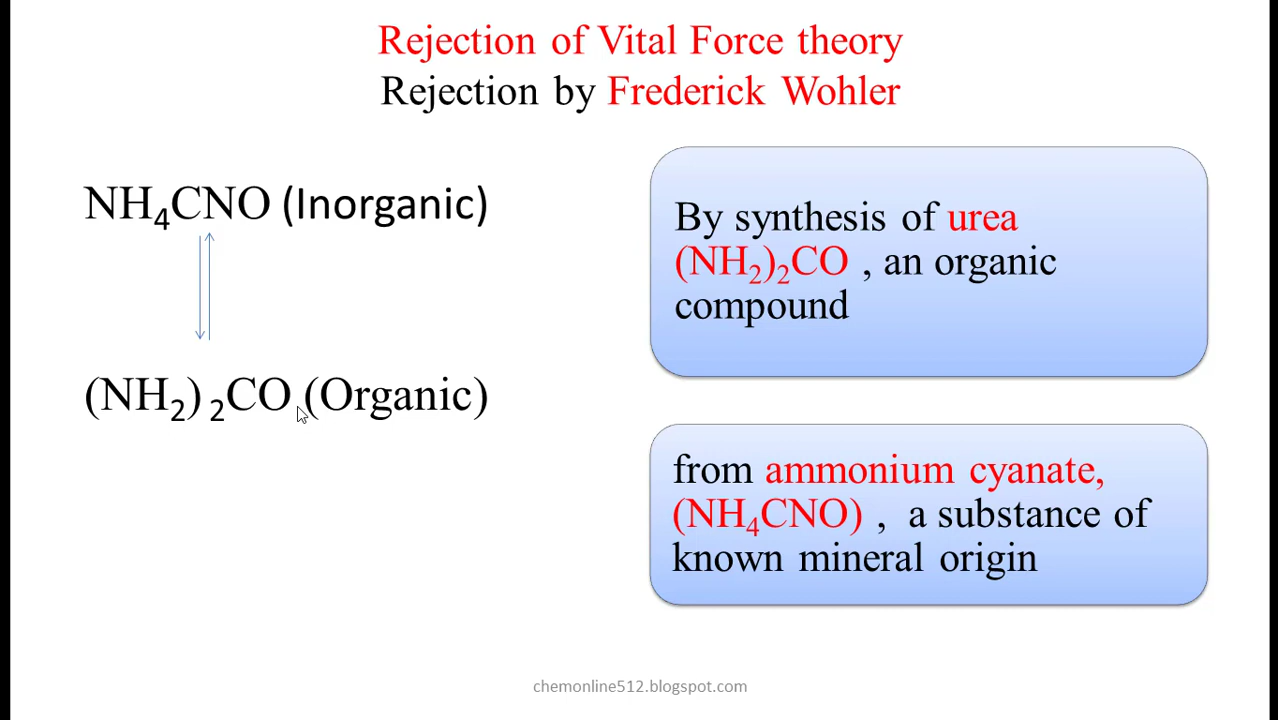 Rejection of Vital Force theory
Rejection by Frederick Wohler
NH₄CNO (Inorganic)
(NH₂) ₂CO (Organic)
By synthesis of urea
(NH₂)₂CO , an organic
compound
from ammonium cyanate,
(NH₄CNO) , a substance of
known mineral origin
chemonline512.blogspot.com